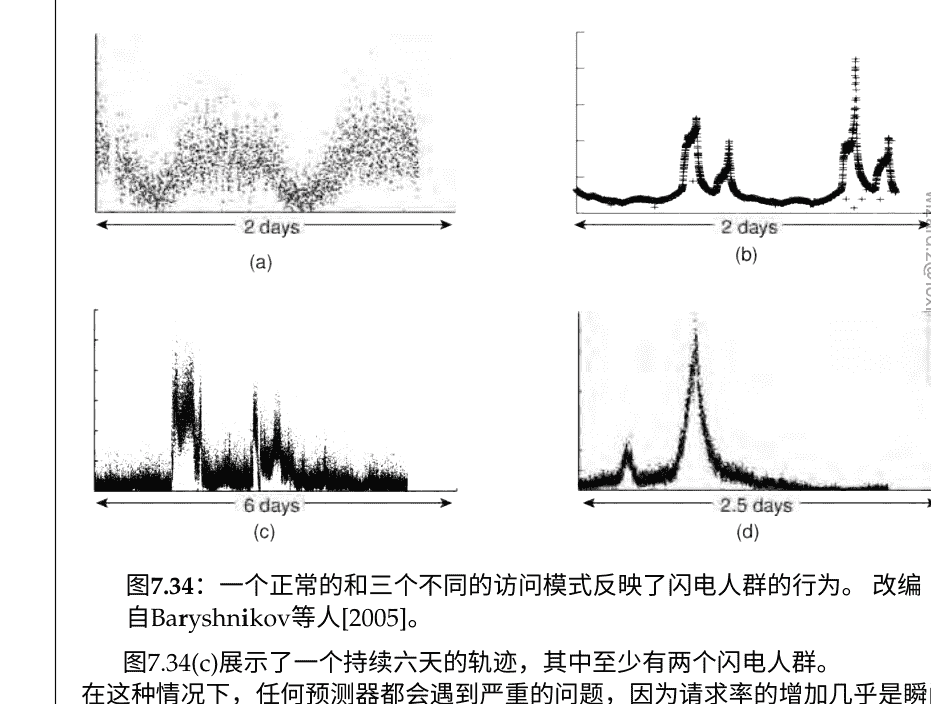 2 days
(a)
2 days
(b)
6 days
(c)
2.5 days
(d)
图7.34：一个正常的和三个不同的访问模式反映了闪电人群的行为。 改编
自Baryshnikov等人[2005]。
图7.34(c)展示了一个持续六天的轨迹，其中至少有两个闪电人群。
在这种情况下，任何预测器都会遇到严重的问题，因为请求率的增加几乎是瞬